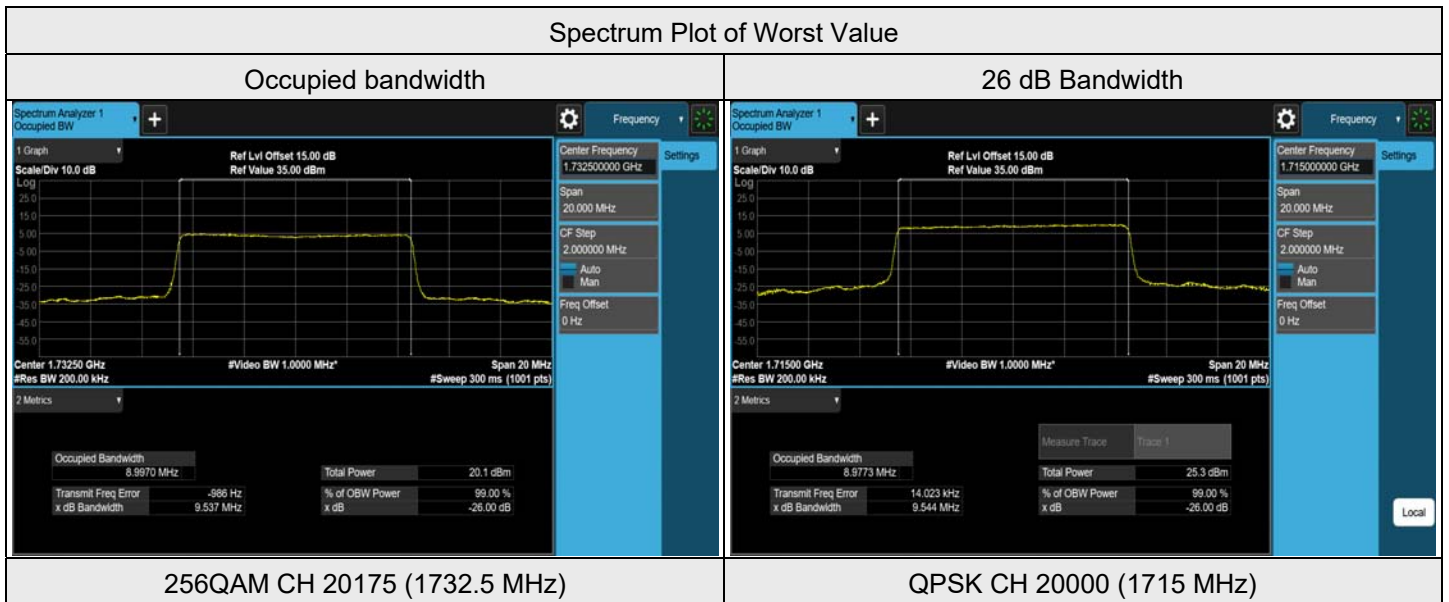 Spectrum Plot of Worst Value
Occupied bandwidth
26 dB Bandwidth
Spectrum Analyzer 1
Occupied BW
+
Frequency
1 Graph
Scale/Div 10.0 dB
Ref Lvl Offset 15.00 dB
Ref Value 35.00 dBm
Log
25.0
15.0
5.00
-5.00
-15.0
-25.0
-35.0
-45.0
-55.0
Center 1.73250 GHz
#Res BW 200.00 kHz
#Video BW 1.0000 MHz*
Span 20 MHz
#Sweep 300 ms (1001 pts)
Center Frequency
1.732500000 GHz
Span
20.000 MHz
CF Step
2.000000 MHz
Auto
Man
Freq Offset
0 Hz
Settings
2 Metrics
Occupied Bandwidth
8.9970 MHz
Total Power 20.1 dBm
Transmit Freq Error -986 Hz
% of OBW Power 99.00 %
x dB Bandwidth 9.537 MHz
x dB -26.00 dB
Spectrum Analyzer 1
Occupied BW
+
Frequency
1 Graph
Scale/Div 10.0 dB
Ref Lvl Offset 15.00 dB
Ref Value 35.00 dBm
Log
25.0
15.0
5.00
-5.00
-15.0
-25.0
-35.0
-45.0
-55.0
Center 1.71500 GHz
#Res BW 200.00 kHz
#Video BW 1.0000 MHz*
Span 20 MHz
#Sweep 300 ms (1001 pts)
Center Frequency
1.715000000 GHz
Span
20.000 MHz
CF Step
2.000000 MHz
Auto
Man
Freq Offset
0 Hz
Settings
2 Metrics
Measure Trace Trace 1
Occupied Bandwidth
8.9773 MHz
Total Power 25.3 dBm
Transmit Freq Error 14.023 kHz
% of OBW Power 99.00 %
x dB Bandwidth 9.544 MHz
x dB -26.00 dB
Local
256QAM CH 20175 (1732.5 MHz)
QPSK CH 20000 (1715 MHz)